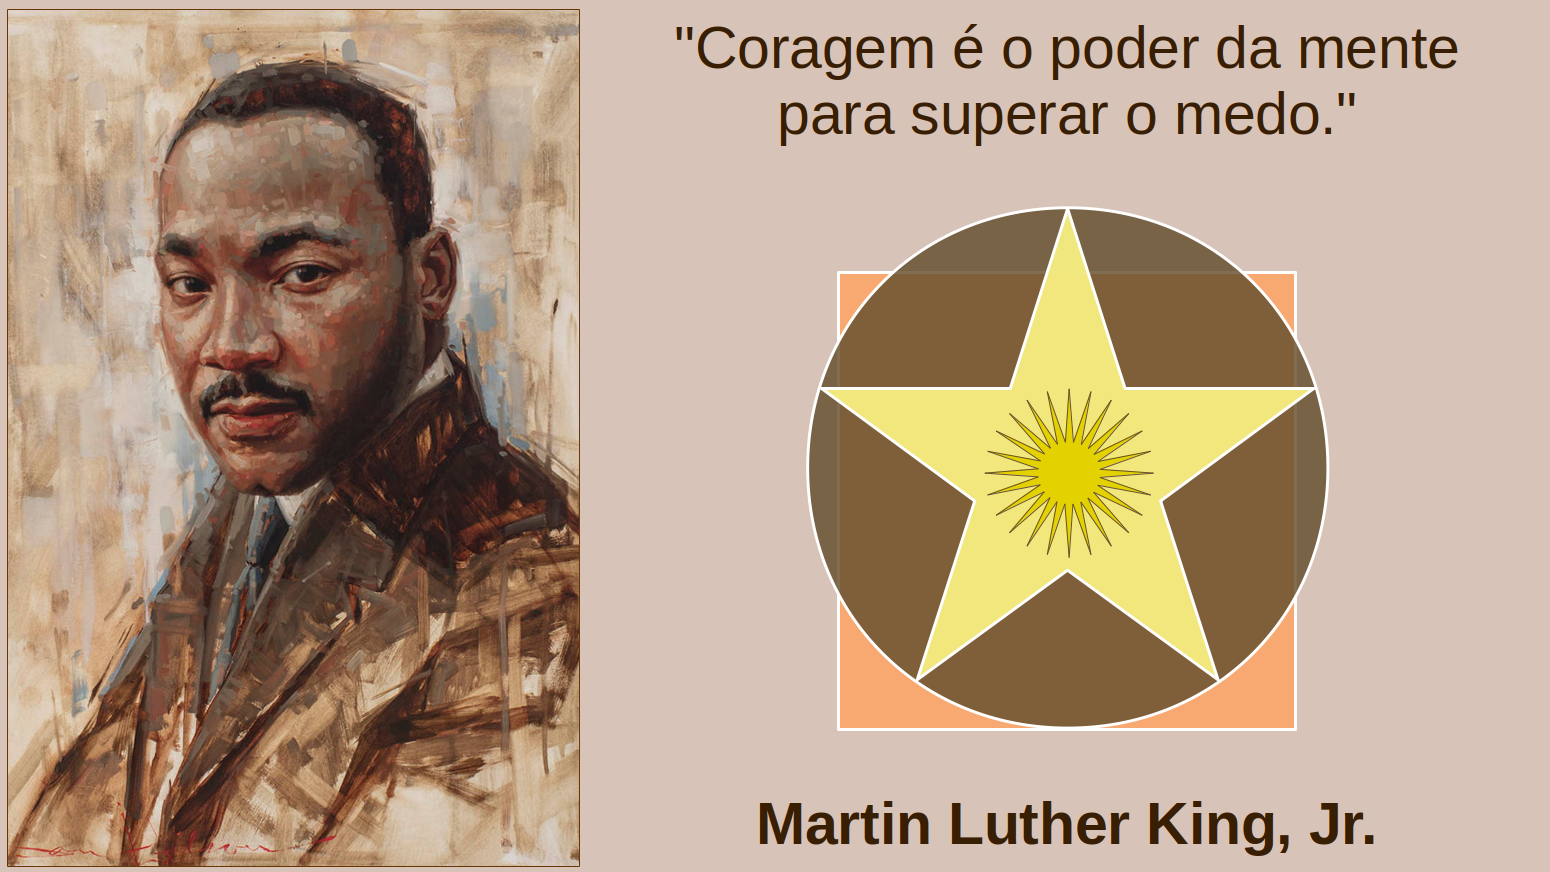 "Coragem é o poder da mente
para superar o medo."
Martin Luther King, Jr.